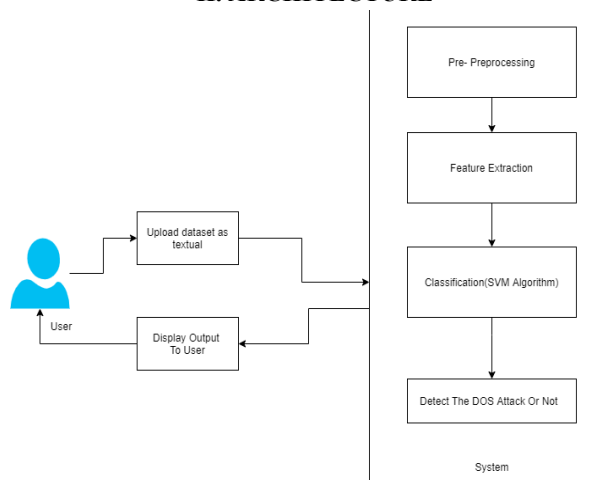 Pre- Preprocessing
Feature Extraction
Upload dataset as
textual
Classification(SVM Algorithm)
User
Display Output
To User
Detect The DOS Attack Or Not
System